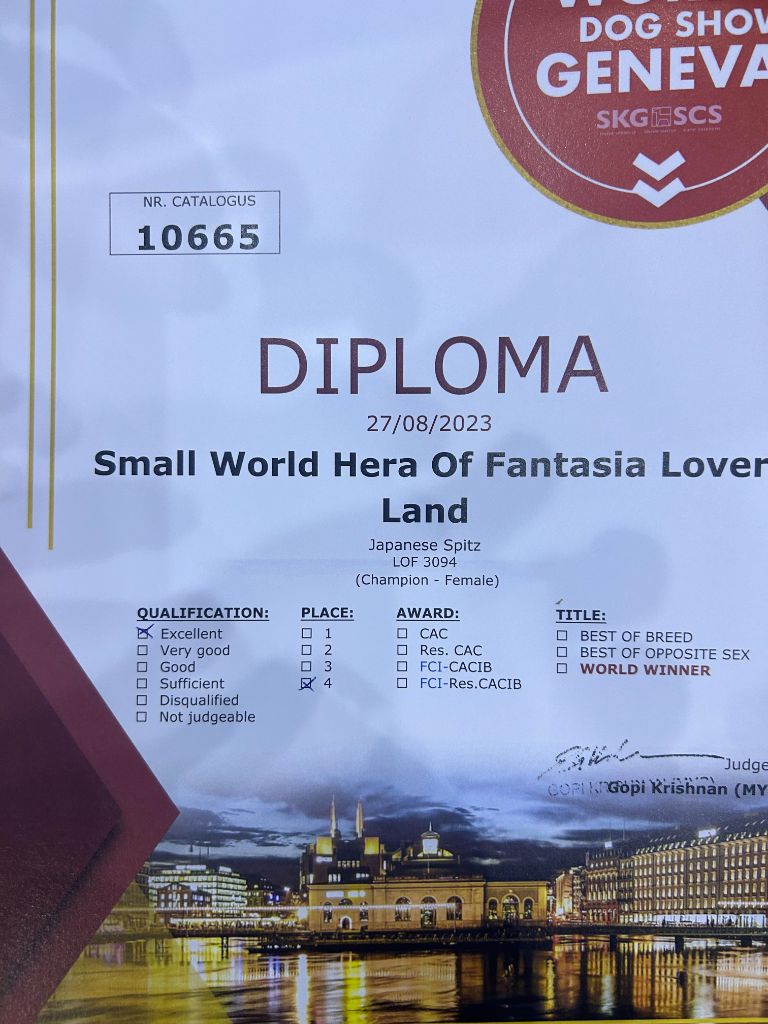 DOG SHOW
GENEVA
SKG SCS
NR. CATALOGUS
10665
DIPLOMA
27/08/2023
Small World Hera Of Fantasia Lover
Land
Japanese Spitz
LOF 3094
(Champion - Female)
QUALIFICATION: PLACE: AWARD: TITLE:
Excellent 1 CAC BEST OF BREED
Very good 2 Res. CAC BEST OF OPPOSITE SEX
Good 3 FCI-CACIB WORLD WINNER
Sufficient 4 FCI-Res.CACIB
Disqualified
Not judgeable
Judge
Gopi Krishnan (MY